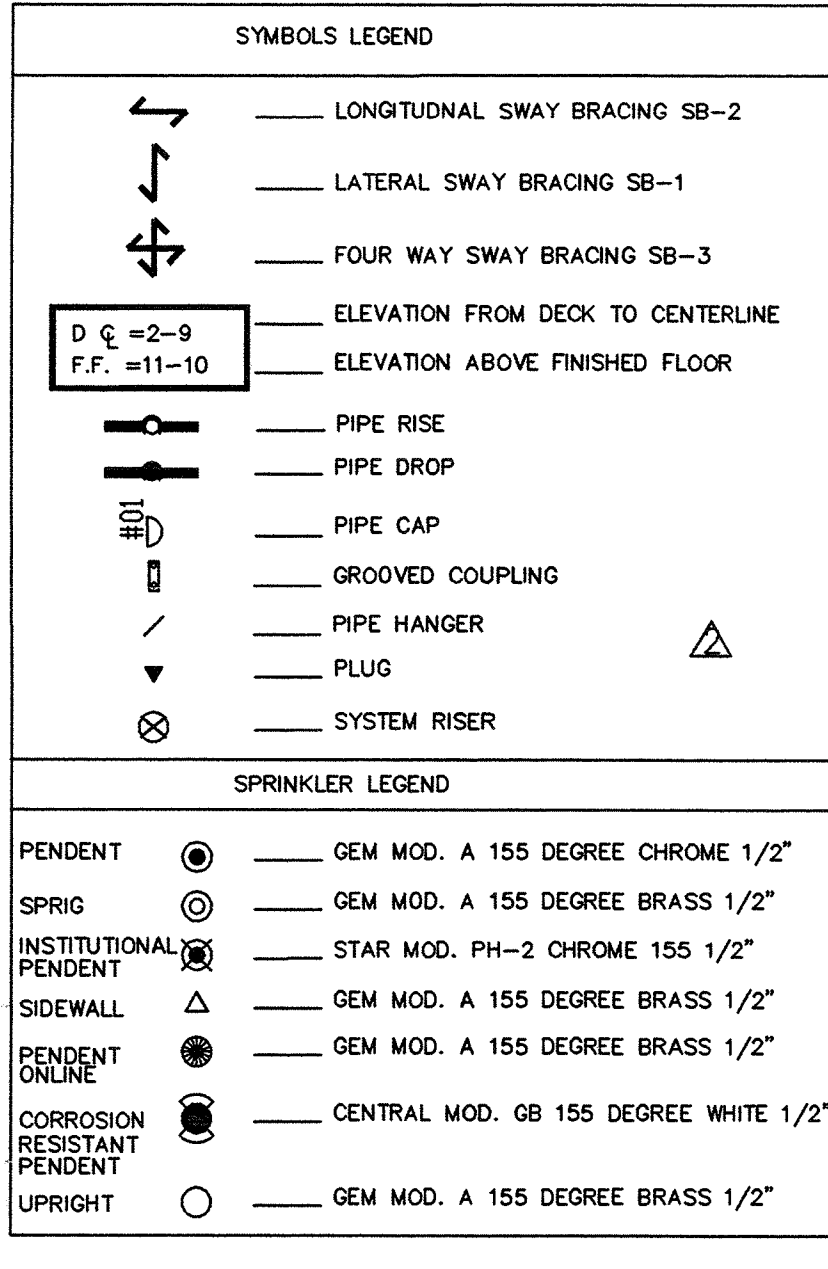 SYMBOLS LEGEND
LONGITUDNAL SWAY BRACING SB-2
LATERAL SWAY BRACING SB-1
FOUR WAY SWAY BRACING SB-3
D ℄ =2-9
ELEVATION FROM DECK TO CENTERLINE
F.F. =11-10
ELEVATION ABOVE FINISHED FLOOR
PIPE RISE
PIPE DROP
#01
PIPE CAP
GROOVED COUPLING
PIPE HANGER
2
PLUG
SYSTEM RISER
SPRINKLER LEGEND
PENDENT
GEM MOD. A 155 DEGREE CHROME 1/2"
SPRIG
GEM MOD. A 155 DEGREE BRASS 1/2"
INSTITUTIONAL
PENDENT
STAR MOD. PH-2 CHROME 155 1/2"
SIDEWALL
GEM MOD. A 155 DEGREE BRASS 1/2"
PENDENT
ONLINE
GEM MOD. A 155 DEGREE BRASS 1/2"
CORROSION
RESISTANT
PENDENT
CENTRAL MOD. GB 155 DEGREE WHITE 1/2"
UPRIGHT
GEM MOD. A 155 DEGREE BRASS 1/2"